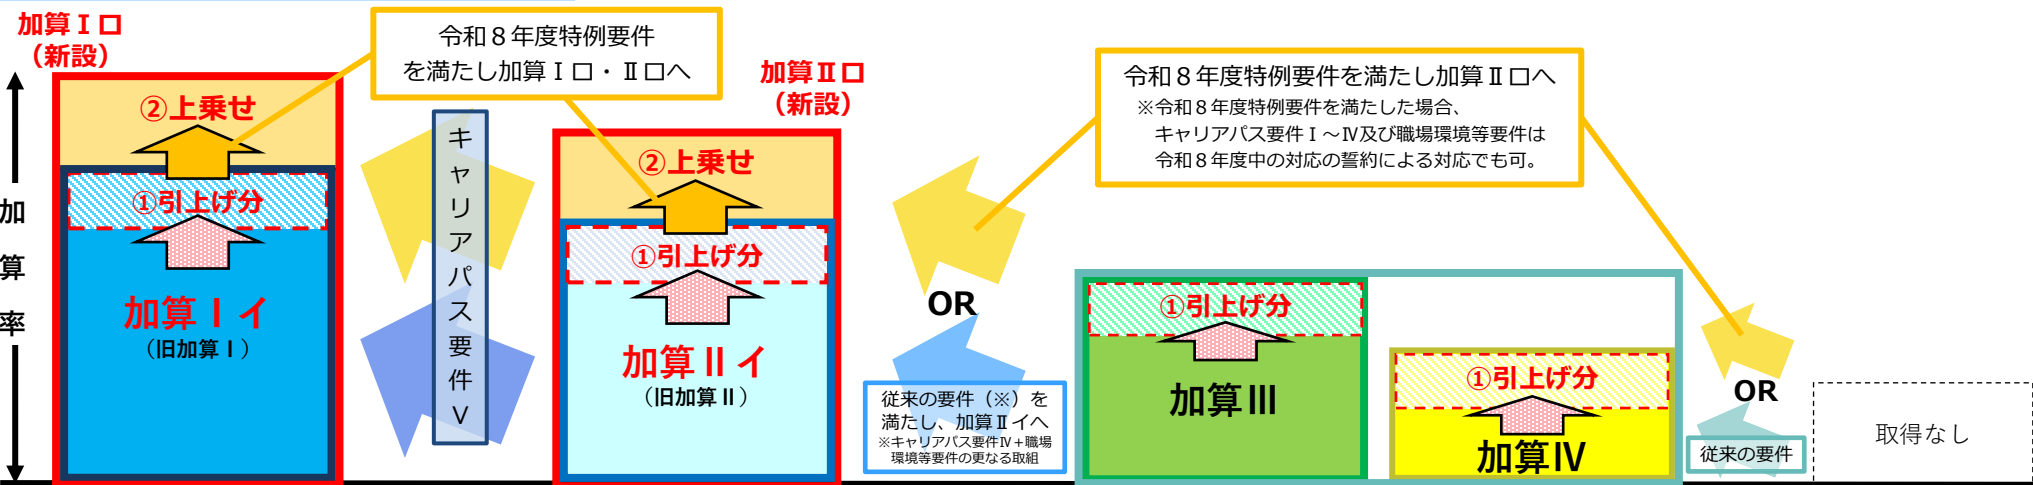 加算Ⅰロ
（新設）
加算率
②上乗せ
①引上げ分
加算Ⅰイ
（旧加算Ⅰ）
令和８年度特例要件
を満たし加算Ⅰロ・Ⅱロへ
キャリアパス要件Ⅴ
加算Ⅱロ
（新設）
②上乗せ
①引上げ分
加算Ⅱイ
（旧加算Ⅱ）
令和８年度特例要件を満たし加算Ⅱロへ
※令和８年度特例要件を満たした場合、
キャリアパス要件Ⅰ～Ⅳ及び職場環境等要件は
令和８年度中の対応の誓約による対応でも可。
OR
従来の要件（※）を
満たし、加算Ⅱイへ
※キャリアパス要件Ⅳ＋職場
環境等要件の更なる取組
①引上げ分
加算Ⅲ
①引上げ分
加算Ⅳ
OR
従来の要件
取得なし